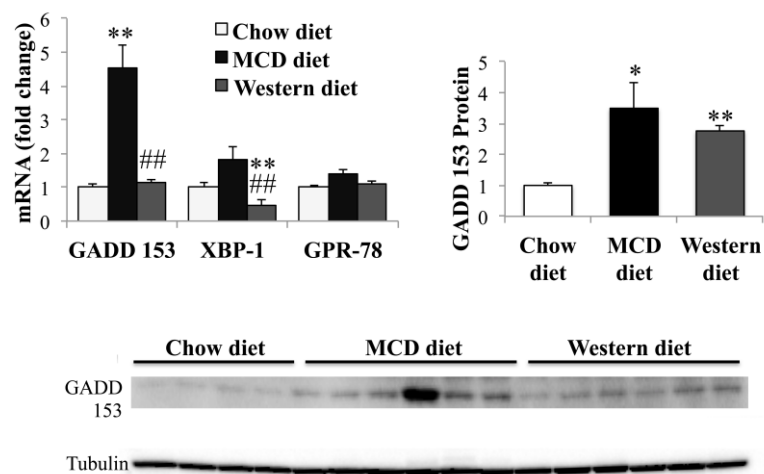 mRNA (fold change)
6
5
4
3
2
1
0
**
##
**
##
Chow diet
MCD diet
Western diet
GADD 153 XBP-1 GPR-78
GADD 153 Protein
5
4
3
2
1
0
*
**
Chow MCD Western
diet diet diet
Chow diet MCD diet Western diet
GADD
153
Tubulin